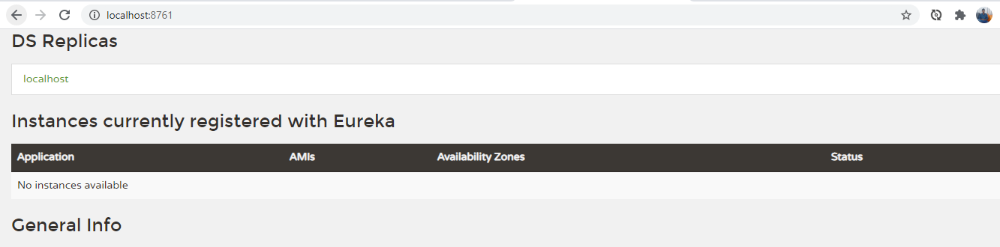 localhost:8761
DS Replicas
localhost
Instances currently registered with Eureka
Application AMIs Availability Zones Status
No instances available
General Info